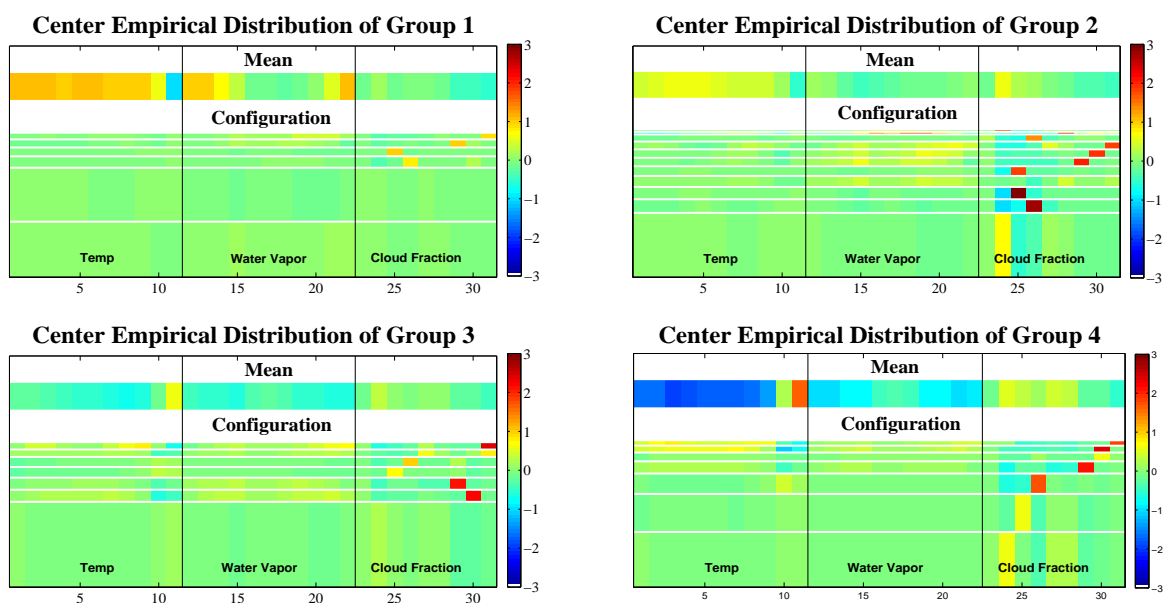 Center Empirical Distribution of Group 1
Mean
Configuration
Temp
Water Vapor
Cloud Fraction
5
10
15
20
25
30
3
2
1
0
−1
−2
−3
Center Empirical Distribution of Group 2
Mean
Configuration
Temp
Water Vapor
Cloud Fraction
5
10
15
20
25
30
3
2
1
0
−1
−2
−3
Center Empirical Distribution of Group 3
Mean
Configuration
Temp
Water Vapor
Cloud Fraction
5
10
15
20
25
30
3
2
1
0
−1
−2
−3
Center Empirical Distribution of Group 4
Mean
Configuration
Temp
Water Vapor
Cloud Fraction
5
10
15
20
25
30
3
2
1
0
−1
−2
−3